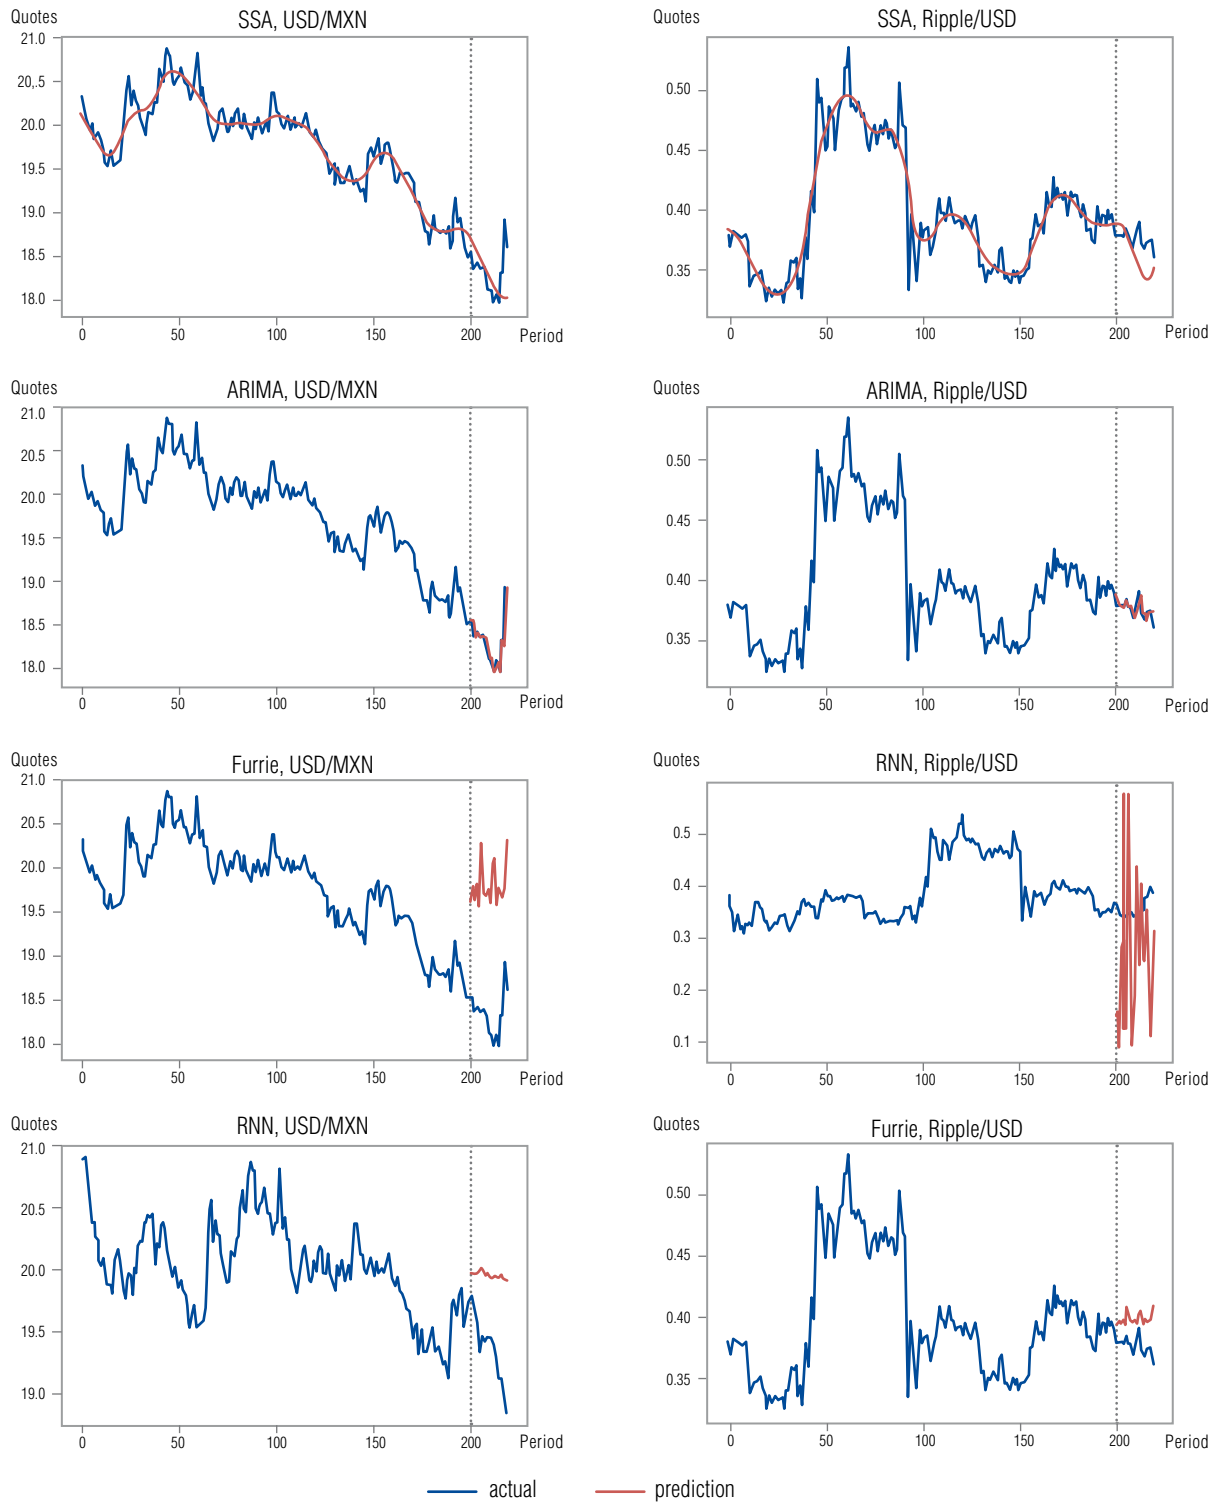 Quotes
SSA, USD/MXN
21.0
20,5
20.0
19.5
19.0
18.5
18.0
0 50 100 150 200 Period
Quotes
SSA, Ripple/USD
0.50
0.45
0.40
0.35
0 50 100 150 200 Period
Quotes
ARIMA, USD/MXN
21.0
20.5
20.0
19.5
19.0
18.5
18.0
0 50 100 150 200 Period
Quotes
ARIMA, Ripple/USD
0.50
0.45
0.40
0.35
0 50 100 150 200 Period
Quotes
Furrie, USD/MXN
21.0
20.5
20.0
19.5
19.0
18.5
18.0
0 50 100 150 200 Period
Quotes
RNN, Ripple/USD
0.5
0.4
0.3
0.2
0.1
0 50 100 150 200 Period
Quotes
RNN, USD/MXN
21.0
20.5
20.0
19.5
19.0
0 50 100 150 200 Period
Quotes
Furrie, Ripple/USD
0.50
0.45
0.40
0.35
0 50 100 150 200 Period
actual prediction